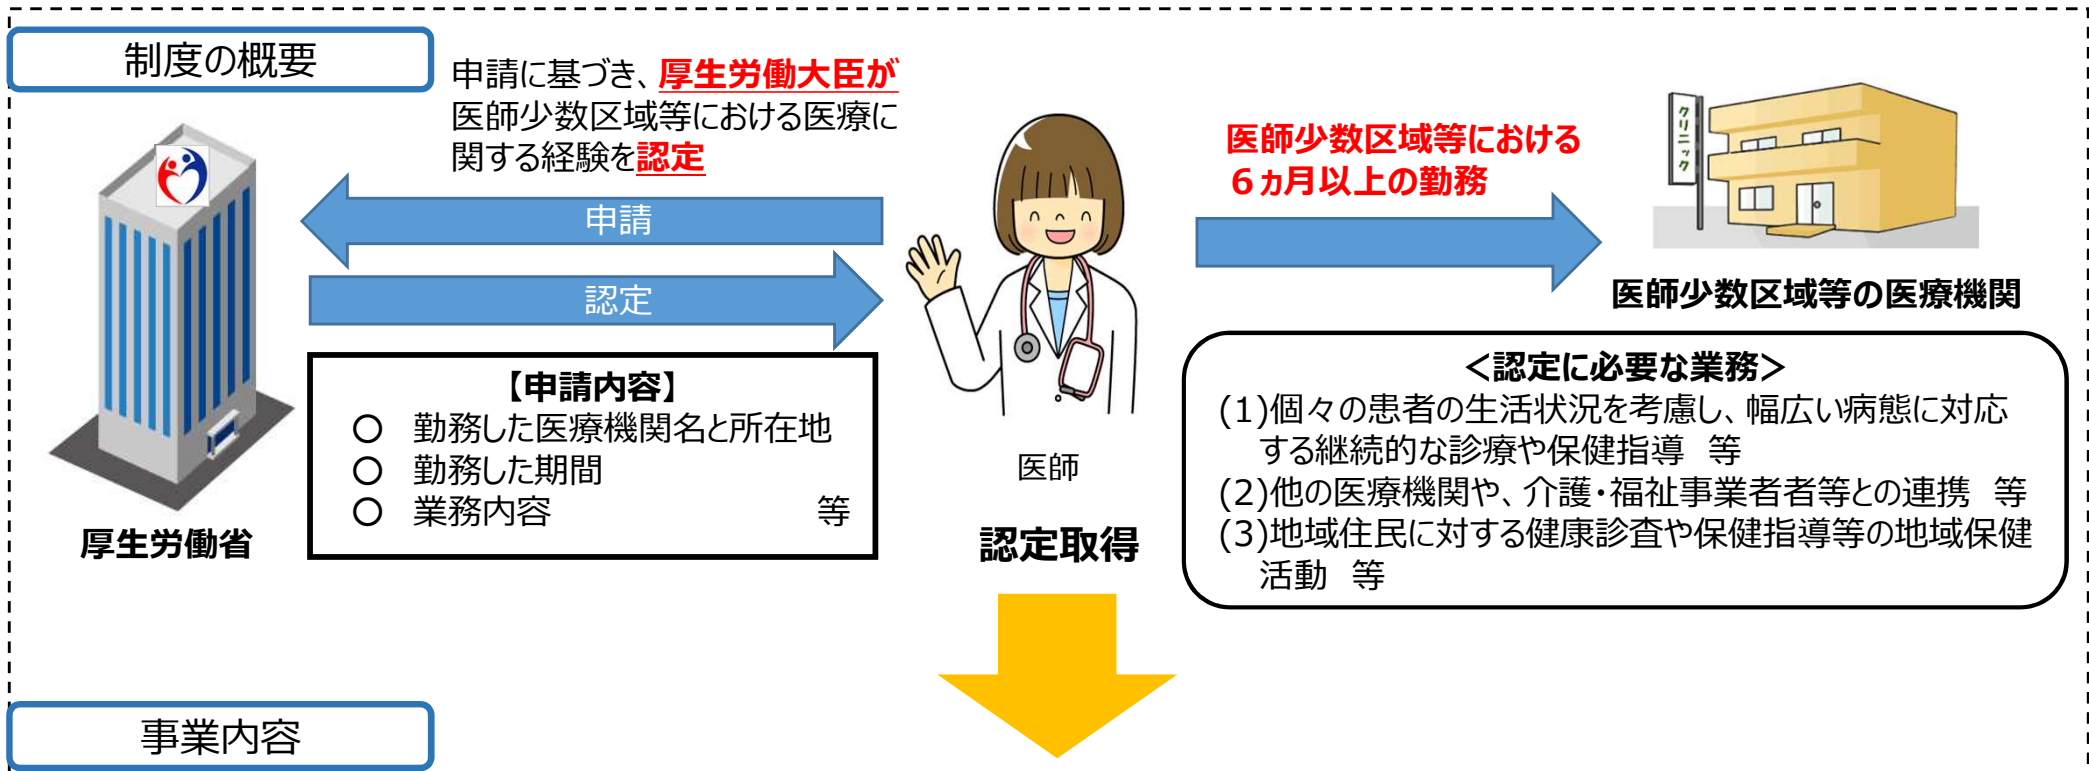 制度の概要
申請に基づき、厚生労働大臣が
医師少数区域等における医療に
関する経験を認定
申請
認定
【申請内容】
〇 勤務した医療機関名と所在地
〇 勤務した期間
〇 業務内容 等
厚生労働省
医師
認定取得
医師少数区域等における
６ヵ月以上の勤務
クリニック
医師少数区域等の医療機関
＜認定に必要な業務＞
(1)個々の患者の生活状況を考慮し、幅広い病態に対応
する継続的な診療や保健指導 等
(2)他の医療機関や、介護・福祉事業者者等との連携 等
(3)地域住民に対する健康診査や保健指導等の地域保健
活動 等
事業内容